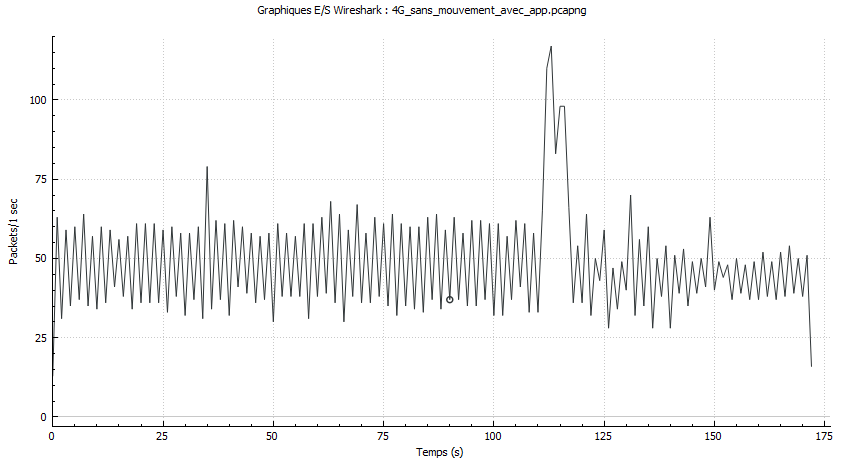 Graphiques E/S Wireshark : 4G_sans_mouvement_avec_app.pcapng
Packets/1 sec
100
75
50
25
0
0 25 50 75 100 125 150 175
Temps (s)